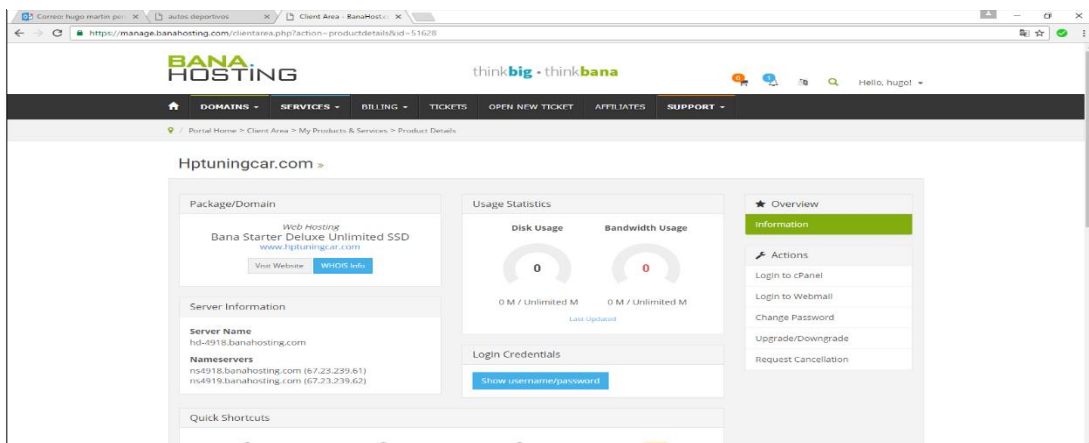 Correo: hugo martin per
autos deportivos
Client Area - BanaHost.c
https://manage.banahosting.com/clientarea.php?action=productdetails&id=51628
BANA.
HOSTING
thinkbig · thinkbana
0
1
Hello, hugo!
DOMAINS
SERVICES
BILLING
TICKETS
OPEN NEW TICKET
AFFILIATES
SUPPORT
/ Portal Home > Client Area > My Products & Services > Product Details
Hptuningcar.com »
Package/Domain
Web Hosting
Bana Starter Deluxe Unlimited SSD
www.hptuningcar.com
Visit Website
WHOIS Info
Server Information
Server Name
hd-4918.banahosting.com
Nameservers
ns4918.banahosting.com (67.23.239.61)
ns4919.banahosting.com (67.23.239.62)
Quick Shortcuts
Usage Statistics
Disk Usage
Bandwidth Usage
0
0
0 M / Unlimited M
0 M / Unlimited M
Last Updated
Login Credentials
Show username/password
Overview
Information
Actions
Login to cPanel
Login to Webmail
Change Password
Upgrade/Downgrade
Request Cancellation